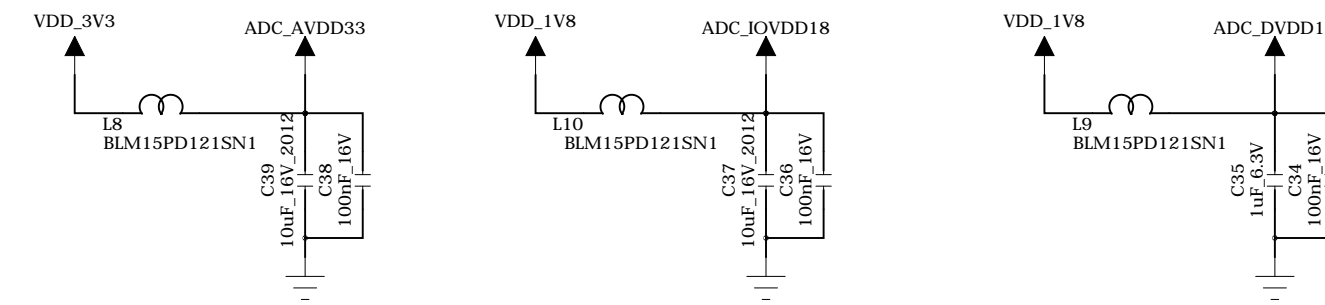 VDD_3V3
ADC_AVDD33
L8
BLM15PD121SN1
C39
10uF_16V_2012
C38
100nF_16V
VDD_1V8
ADC_IOVDD18
L10
BLM15PD121SN1
C37
10uF_16V_2012
C36
100nF_16V
VDD_1V8
ADC_DVDD1
L9
BLM15PD121SN1
C35
1uF_6.3V
C34
100nF_16V